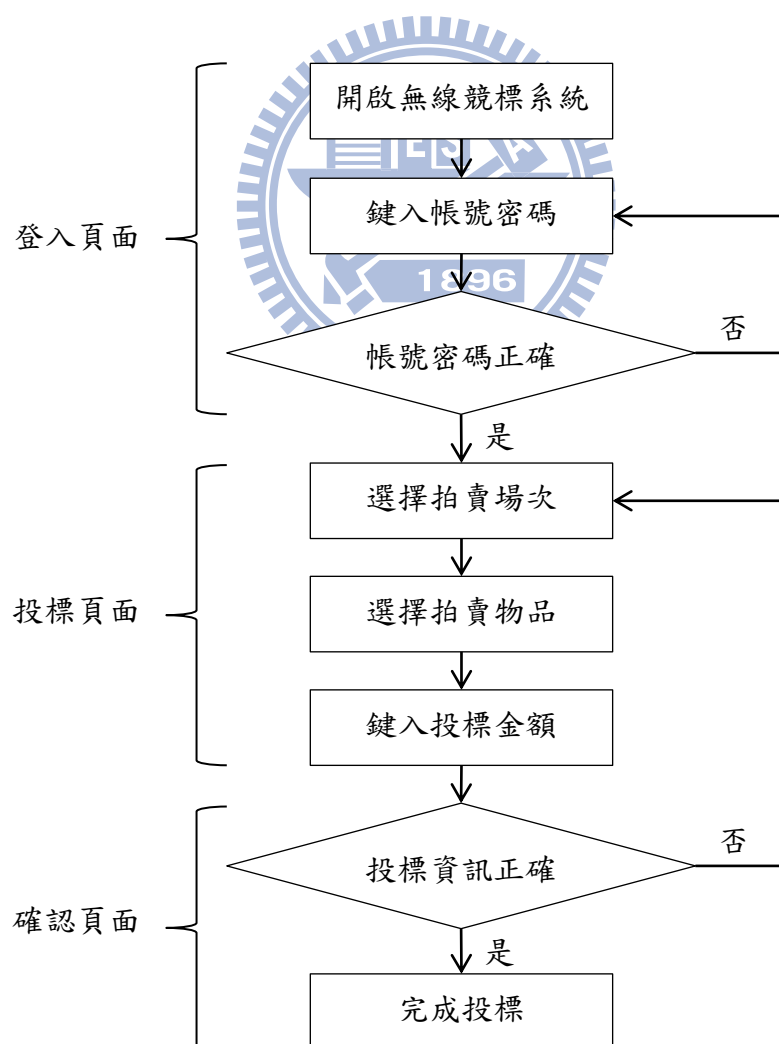 開啟無線競標系統
ESA
登入頁面
鍵入帳號密碼
1896
帳號密碼正確
否
是
選擇拍賣場次
投標頁面
選擇拍賣物品
鍵入投標金額
投標資訊正確
否
確認頁面
是
完成投標